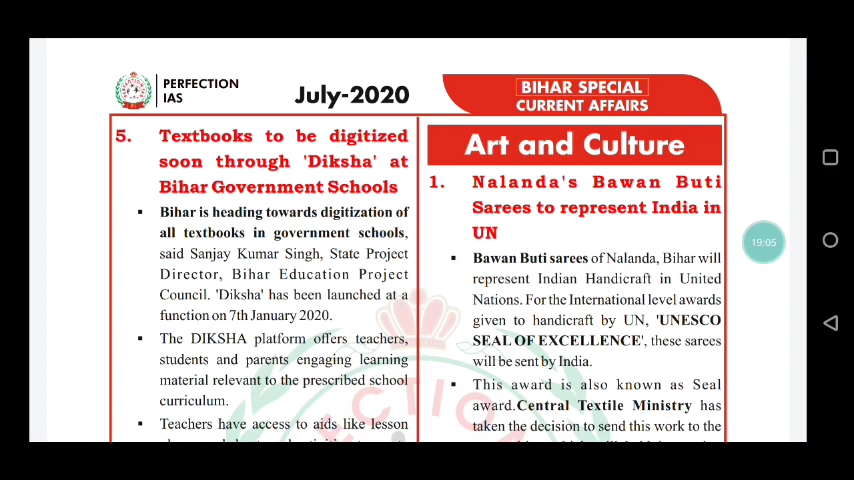 PERFECTION
IAS
July-2020
BIHAR SPECIAL
CURRENT AFFAIRS
5. Textbooks to be digitized
soon through 'Diksha' at
Bihar Government Schools
▪ Bihar is heading towards digitization of
all textbooks in government schools,
said Sanjay Kumar Singh, State Project
Director, Bihar Education Project
Council. 'Diksha' has been launched at a
function on 7th January 2020.
▪ The DIKSHA platform offers teachers,
students and parents engaging learning
material relevant to the prescribed school
curriculum.
▪ Teachers have access to aids like lesson
Art and Culture
1. Nalanda's Bawan Buti
Sarees to represent India in
UN
▪ Bawan Buti sarees of Nalanda, Bihar will
represent Indian Handicraft in United
Nations. For the International level awards
given to handicraft by UN, 'UNESCO
SEAL OF EXCELLENCE', these sarees
will be sent by India.
▪ This award is also known as Seal
award.Central Textile Ministry has
taken the decision to send this work to the
19:05